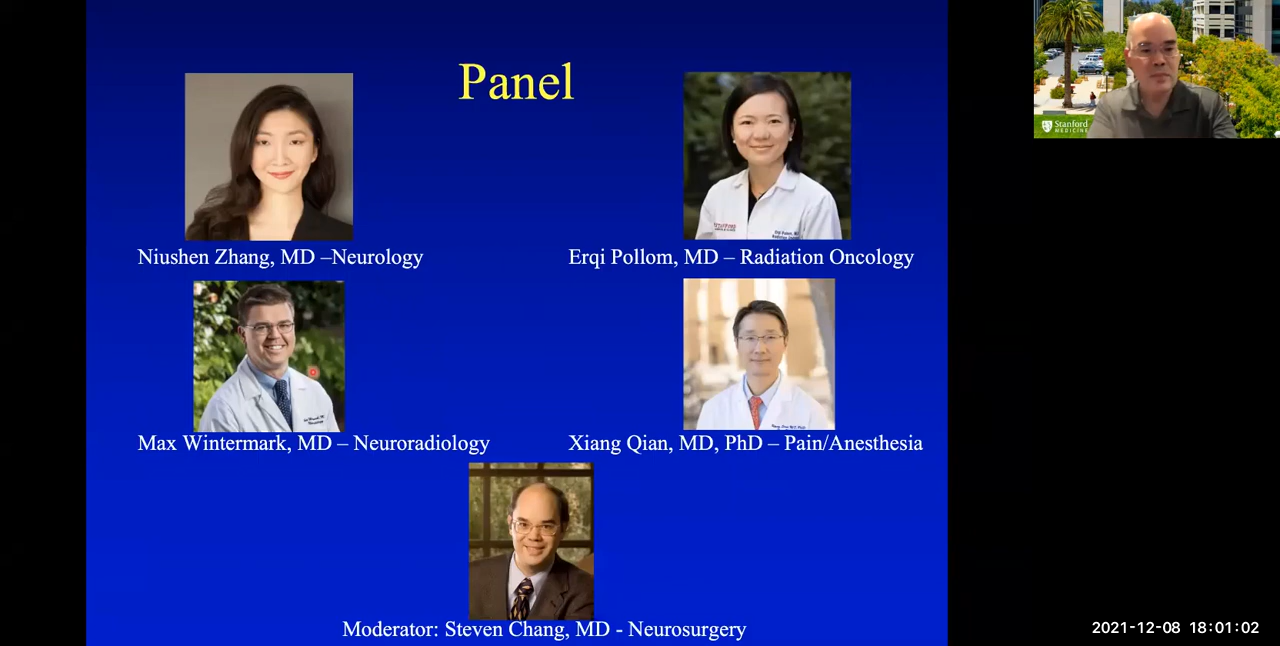 Panel
Niushen Zhang, MD –Neurology
Erqi Pollom, MD – Radiation Oncology
Max Wintermark, MD – Neuroradiology
Xiang Qian, MD, PhD – Pain/Anesthesia
Moderator: Steven Chang, MD - Neurosurgery
Stanford
MEDICINE
2021-12-08 18:01:02